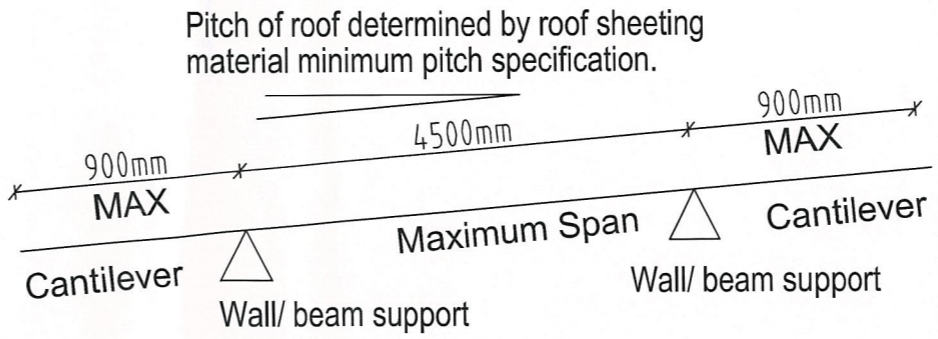 Pitch of roof determined by roof sheeting
material minimum pitch specification.
900mm
MAX
4500mm
900mm
MAX
Cantilever
Maximum Span
Cantilever
Wall/ beam support
Wall/ beam support